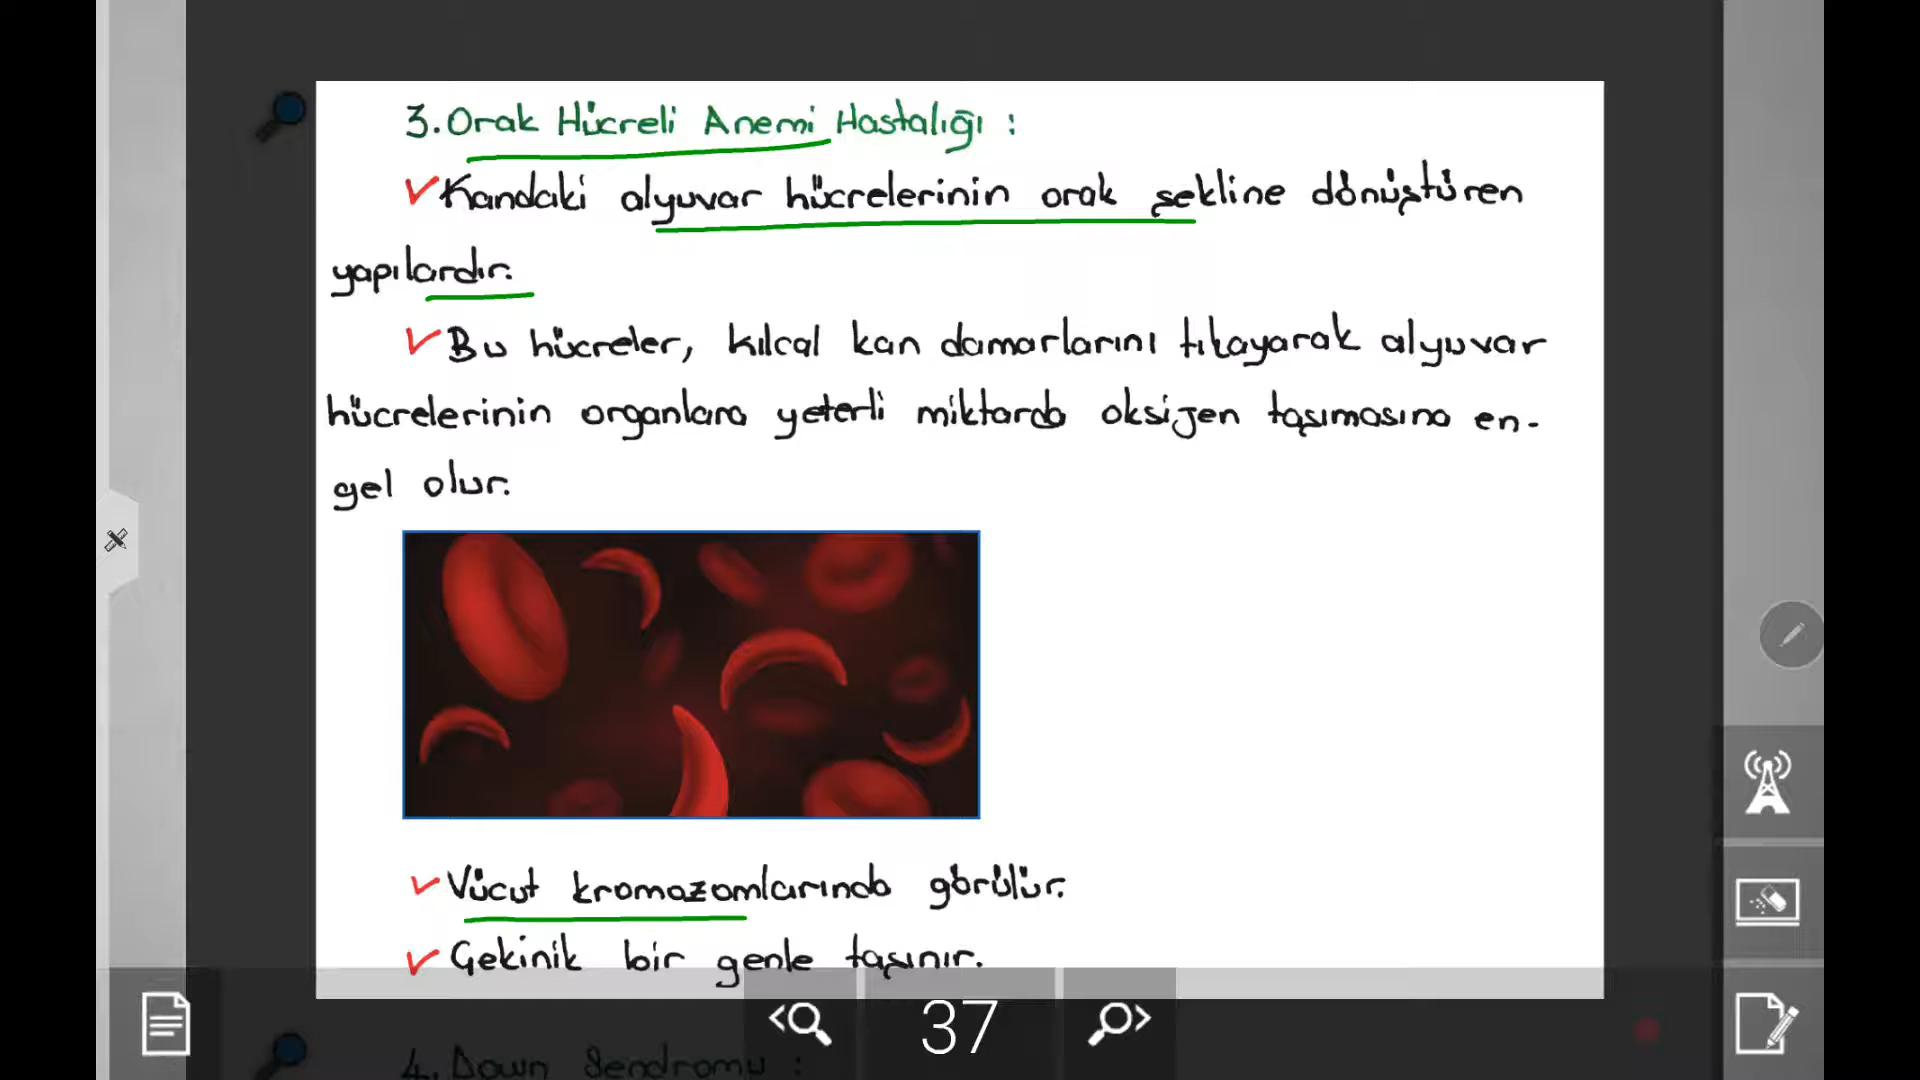 3. Orak Hücreli Anemi Hastalığı :
✓Kandaki alyuvar hücrelerinin orak şekline dönüştüren
yapılardır.
✓Bu hücreler, kılcal kan damarlarını tıkayarak alyuvar
hücrelerinin organlara yeterli miktarda oksijen taşımasına en-
gel olur.
✓Vücut kromozomlarında görülür.
✓Çekinik bir genle taşınır.
37
4. Down Sendromu :